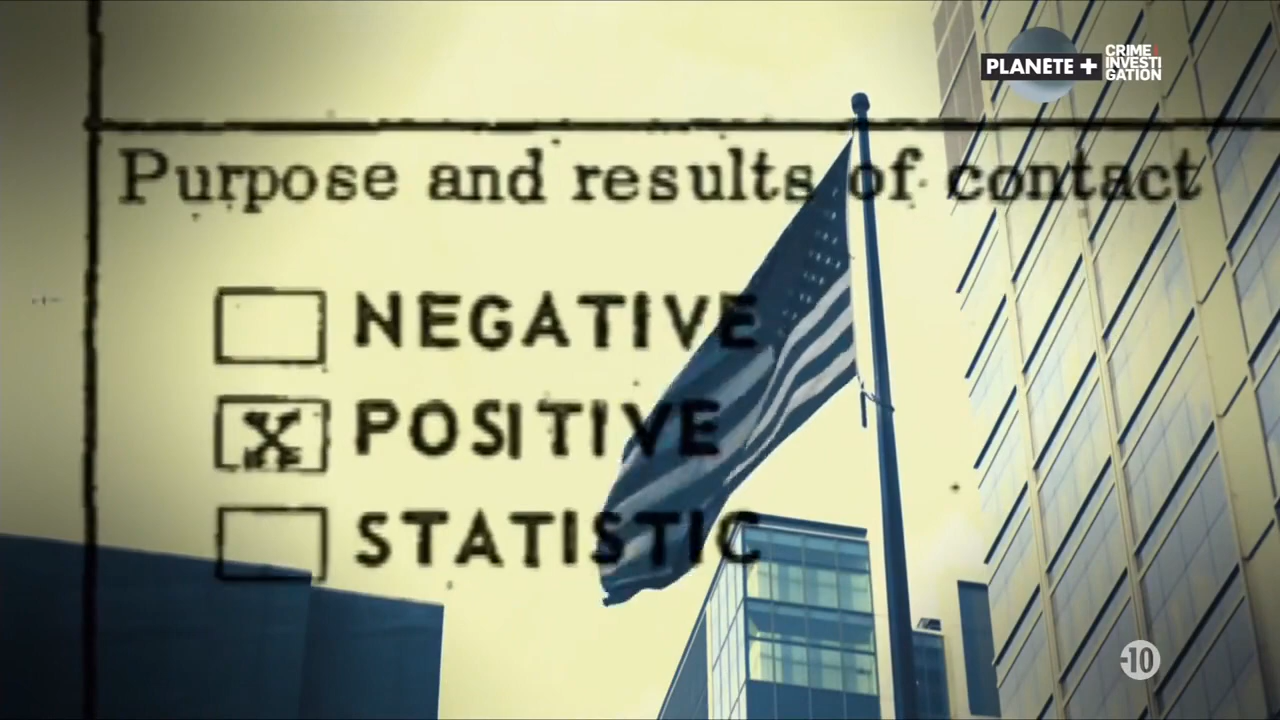 PLANETE +
CRIME+
INVESTI
GATION
Purpose and results of contact
NEGATIVE
X POSITIVE
STATISTIC
-10